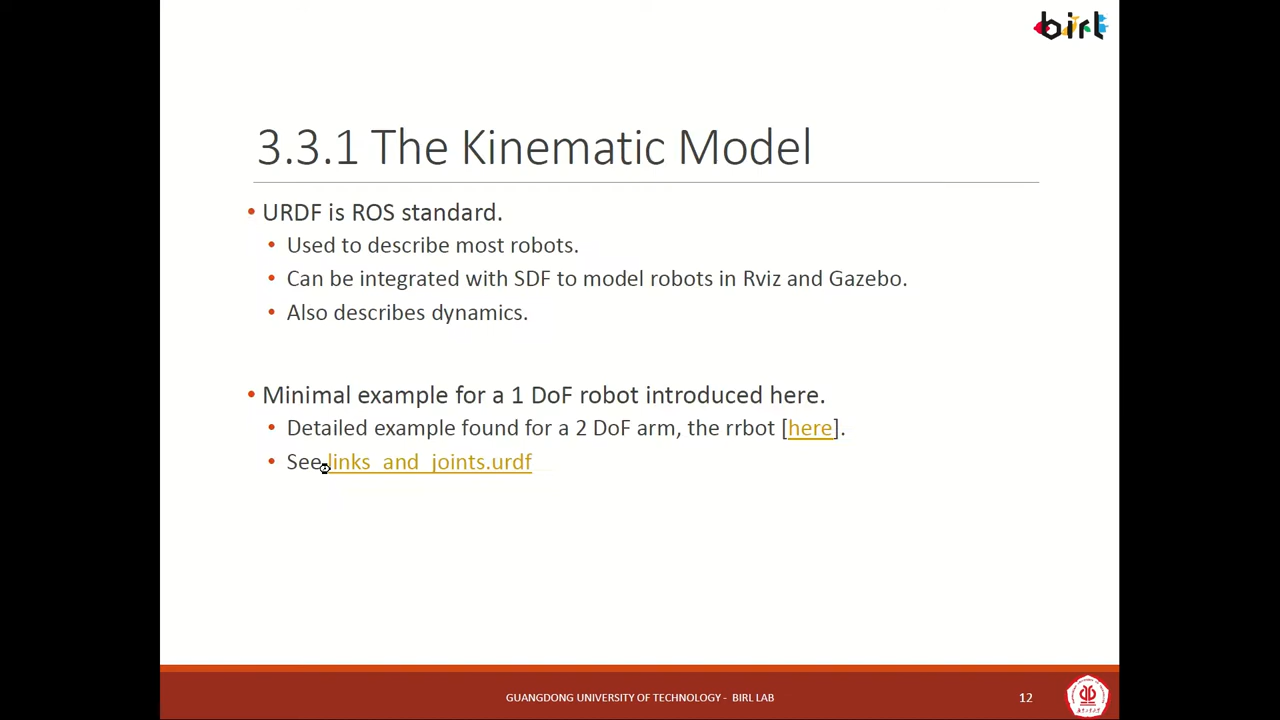 birl
3.3.1 The Kinematic Model
• URDF is ROS standard.
• Used to describe most robots.
• Can be integrated with SDF to model robots in Rviz and Gazebo.
• Also describes dynamics.
• Minimal example for a 1 DoF robot introduced here.
• Detailed example found for a 2 DoF arm, the rrbot [here].
• See links_and_joints.urdf
GUANGDONG UNIVERSITY OF TECHNOLOGY - BIRL LAB
12